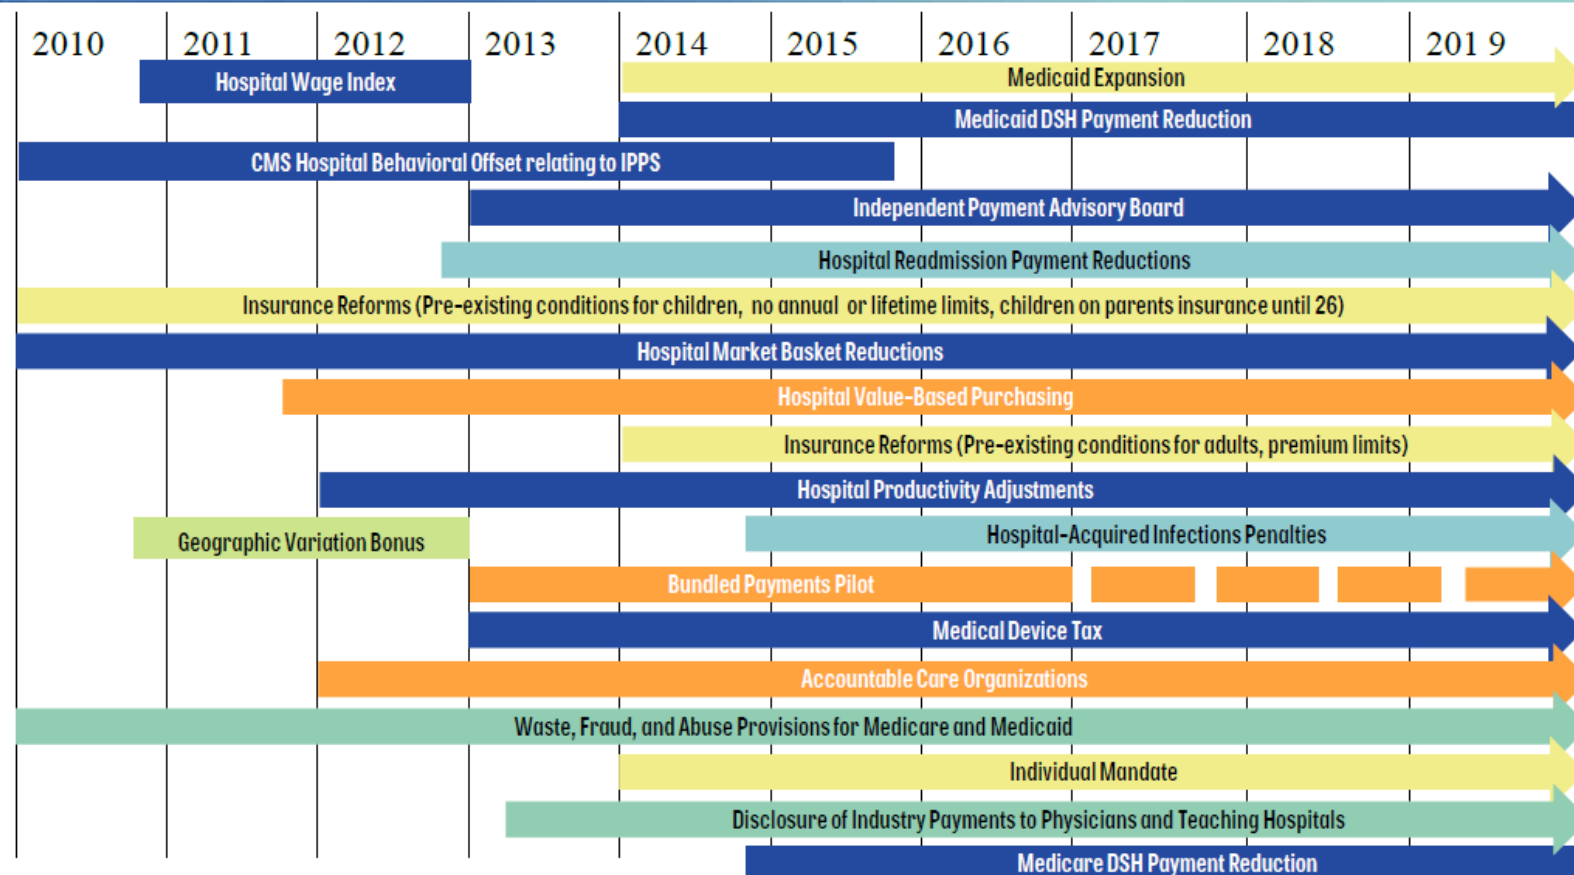 2010 2011 2012 2013 2014 2015 2016 2017 2018 201 9
Hospital Wage Index
Medicaid Expansion
Medicaid DSH Payment Reduction
CMS Hospital Behavioral Offset relating to IPPS
Independent Payment Advisory Board
Hospital Readmission Payment Reductions
Insurance Reforms (Pre-existing conditions for children, no annual or lifetime limits, children on parents insurance until 26)
Hospital Market Basket Reductions
Hospital Value-Based Purchasing
Insurance Reforms (Pre-existing conditions for adults, premium limits)
Hospital Productivity Adjustments
Geographic Variation Bonus
Hospital-Acquired Infections Penalties
Bundled Payments Pilot
Medical Device Tax
Accountable Care Organizations
Waste, Fraud, and Abuse Provisions for Medicare and Medicaid
Individual Mandate
Disclosure of Industry Payments to Physicians and Teaching Hospitals
Medicare DSH Payment Reduction